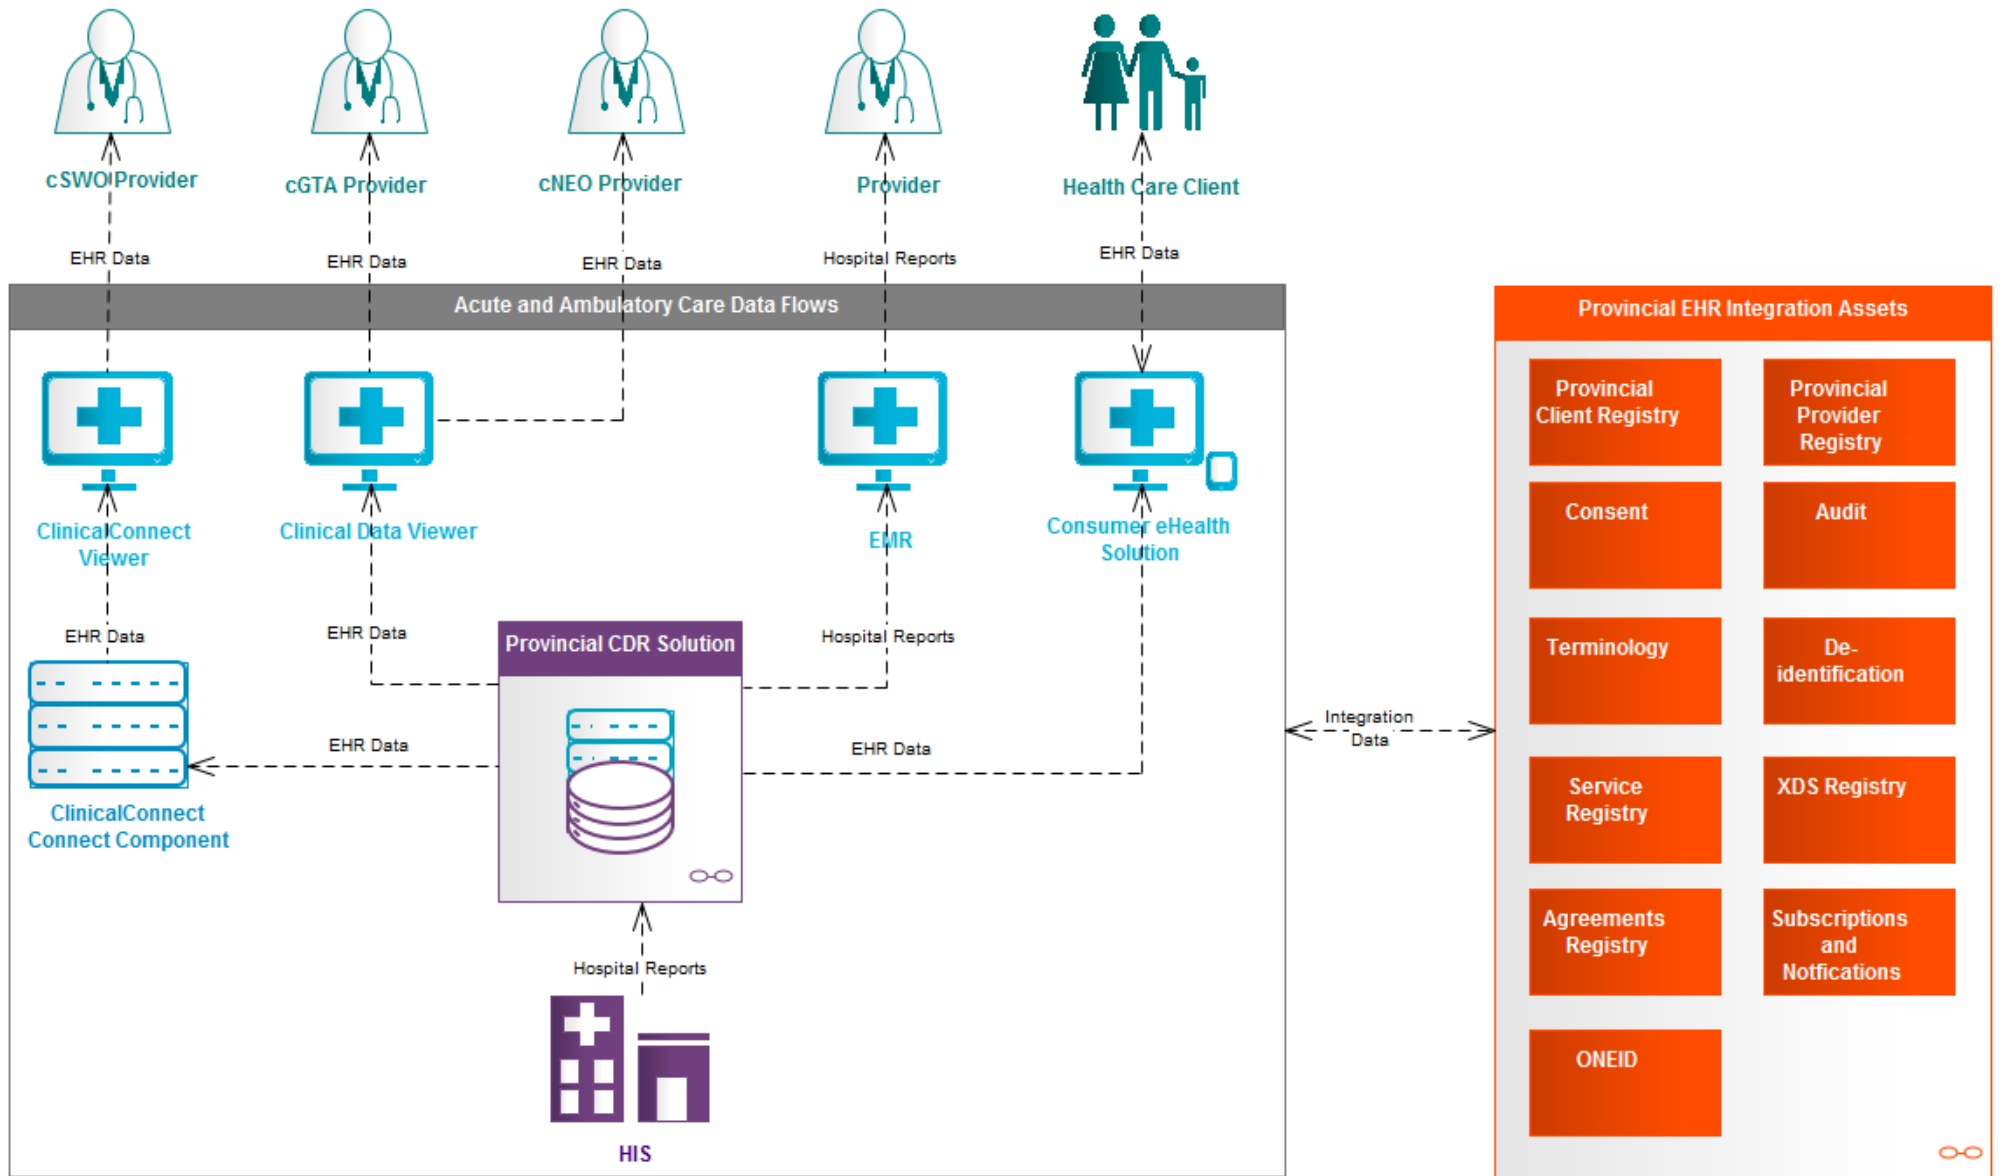 cSWO Provider
cGTA Provider
cNEO Provider
Provider
Health Care Client
EHR Data
EHR Data
EHR Data
Hospital Reports
EHR Data
Acute and Ambulatory Care Data Flows
ClinicalConnect
Viewer
Clinical Data Viewer
EMR
Consumer eHealth
Solution
EHR Data
EHR Data
Provincial CDR Solution
Hospital Reports
EHR Data
EHR Data
ClinicalConnect
Connect Component
Hospital Reports
HIS
Integration
Data
Provincial EHR Integration Assets
Provincial
Client Registry
Provincial
Provider
Registry
Consent
Audit
Terminology
De-
identification
Service
Registry
XDS Registry
Agreements
Registry
Subscriptions
and
Notfications
ONEID